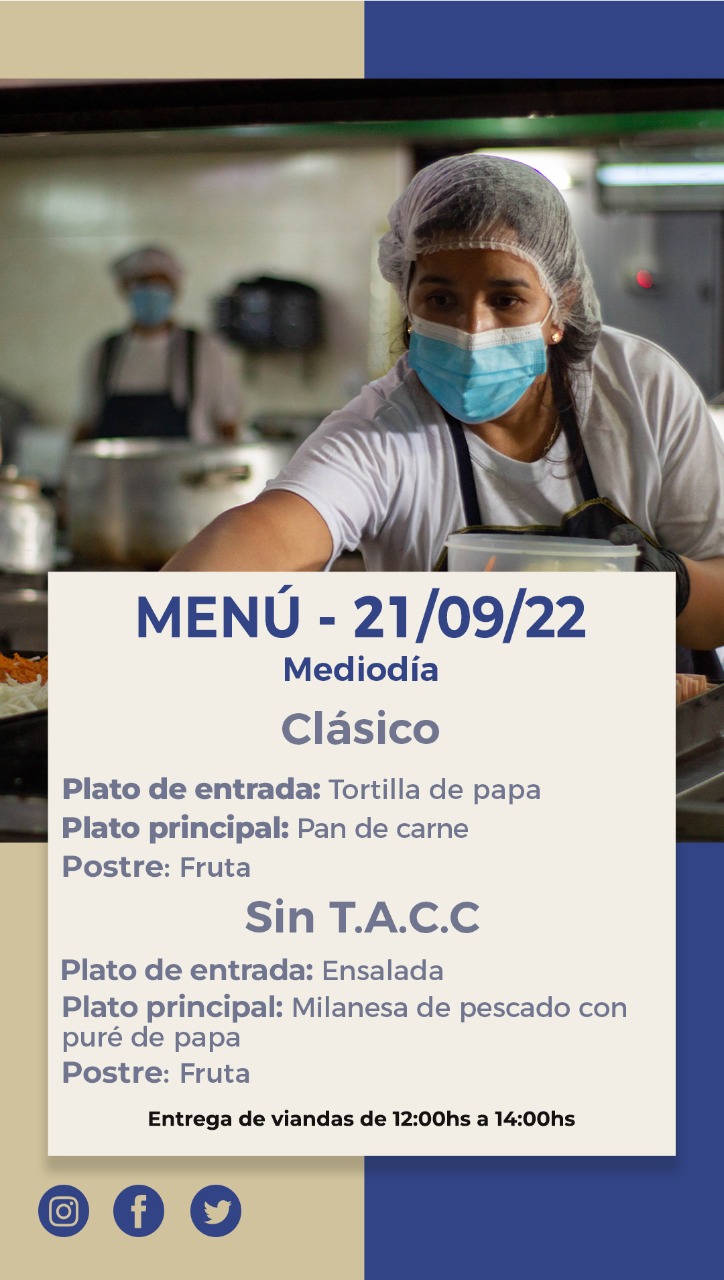 MENÚ - 21/09/22
Mediodía
Clásico
Plato de entrada: Tortilla de papa
Plato principal: Pan de carne
Postre: Fruta
Sin T.A.C.C
Plato de entrada: Ensalada
Plato principal: Milanesa de pescado con
puré de papa
Postre: Fruta
Entrega de viandas de 12:00hs a 14:00hs